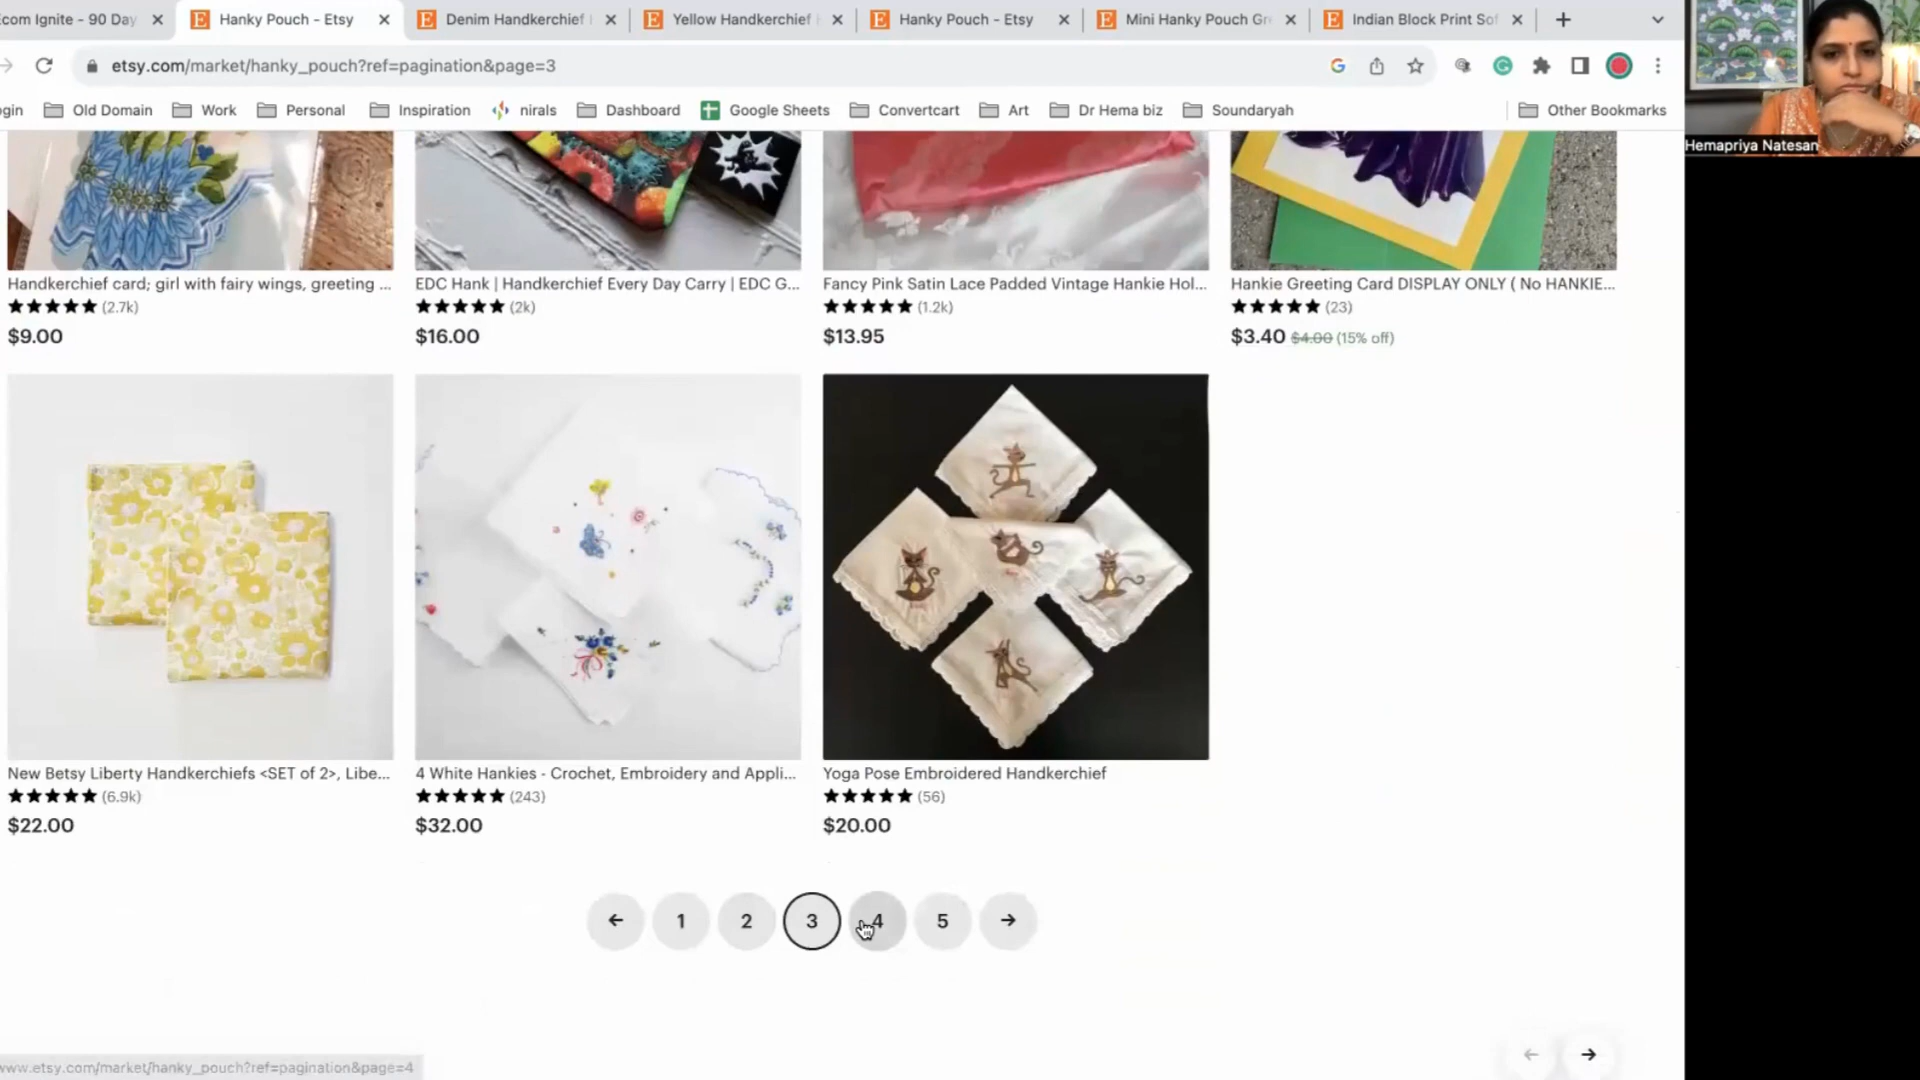 Ecom Ignite - 90 Day
Hanky Pouch - Etsy
Denim Handkerchief
Yellow Handkerchief
Hanky Pouch - Etsy
Mini Hanky Pouch Gr
Indian Block Print Sof
etsy.com/market/hanky_pouch?ref=pagination&page=3
Old Domain
Work
Personal
Inspiration
nirals
Dashboard
Google Sheets
Convertcart
Art
Dr Hema biz
Soundaryah
Other Bookmarks
Hemapriya Natesan
Handkerchief card; girl with fairy wings, greeting ...
EDC Hank | Handkerchief Every Day Carry | EDC G...
Fancy Pink Satin Lace Padded Vintage Hankie Hol...
Hankie Greeting Card DISPLAY ONLY ( No HANKIE...
(2.7k)
(2k)
(1.2k)
(23)
$9.00
$16.00
$13.95
$3.40 $4.00 (15% off)
New Betsy Liberty Handkerchiefs <SET of 2>, Libe...
4 White Hankies - Crochet, Embroidery and Appli...
Yoga Pose Embroidered Handkerchief
(6.9k)
(243)
(56)
$22.00
$32.00
$20.00
1 2 3 4 5
www.etsy.com/market/hanky_pouch?ref=pagination&page=4